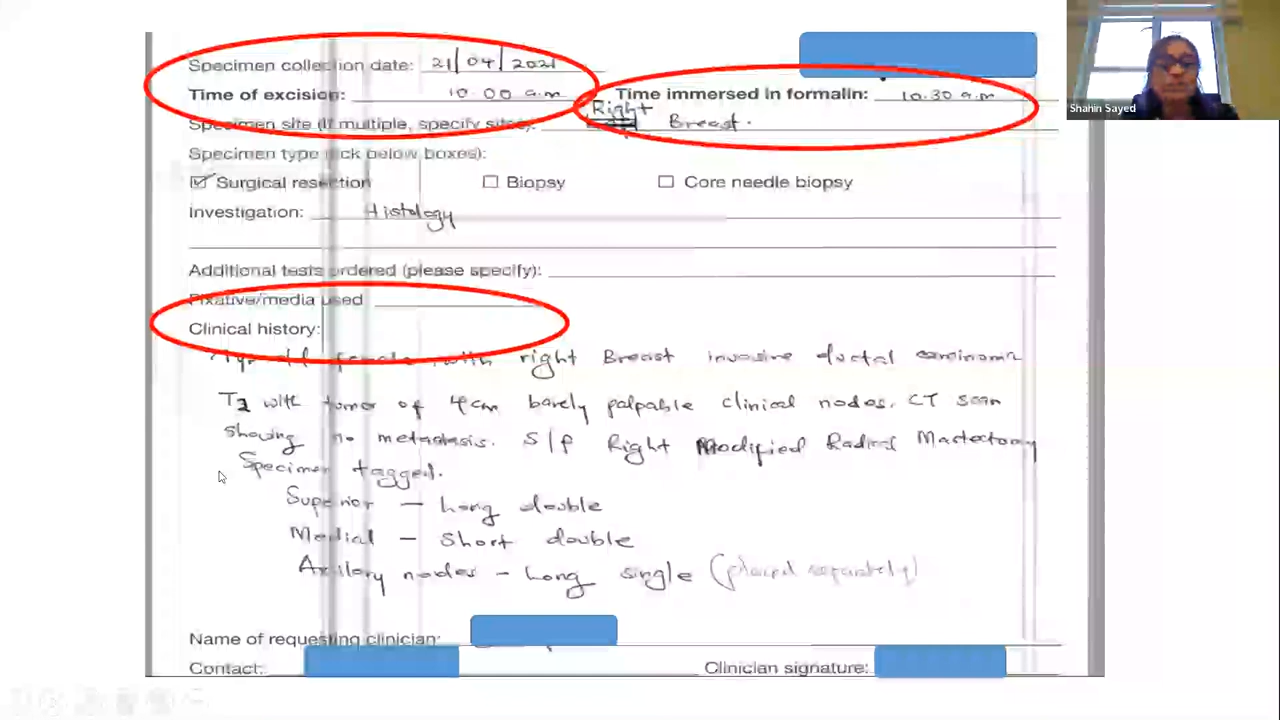 Specimen collection date: 21/04/2021
Time of excision: 10.00 a.m Time immersed in formalin: 10.30 a.m
Right
Specimen site (If multiple, specify sites): Breast.
Specimen type (tick below boxes):
Surgical resection Biopsy Core needle biopsy
Investigation: Histology
Additional tests ordered (please specify):
Fixative/media used
Clinical history:
old female with right Breast invasive ductal carcinoma
with tumor of 4cm barely palpable clinical nodes. CT scan
showing no metastasis. S/P Right Modified Radical Mastectomy
Specimen tagged.
Superior – Long double
Medial – Short double
Axillary nodes – Long single (placed separately)
Name of requesting clinician:
Contact: Clinician signature:
Shahin Sayed